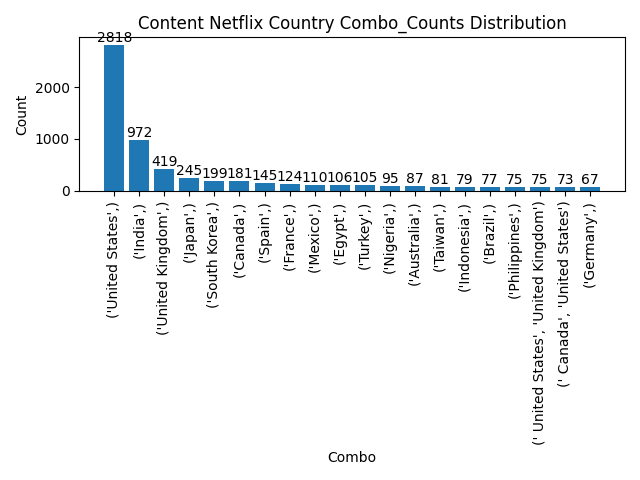 Content Netflix Country Combo_Counts Distribution
Count
2000
1000
0
2818
972
419
245
199
181
145
124
110
106
105
95
87
81
79
77
75
75
73
67
('United States',)
('India',)
('United Kingdom',)
('Japan',)
('South Korea',)
('Canada',)
('Spain',)
('France',)
('Mexico',)
('Egypt',)
('Turkey',)
('Nigeria',)
('Australia',)
('Taiwan',)
('Indonesia',)
('Brazil',)
('Philippines',)
(' United States', 'United Kingdom')
(' Canada', 'United States')
('Germany',)
Combo